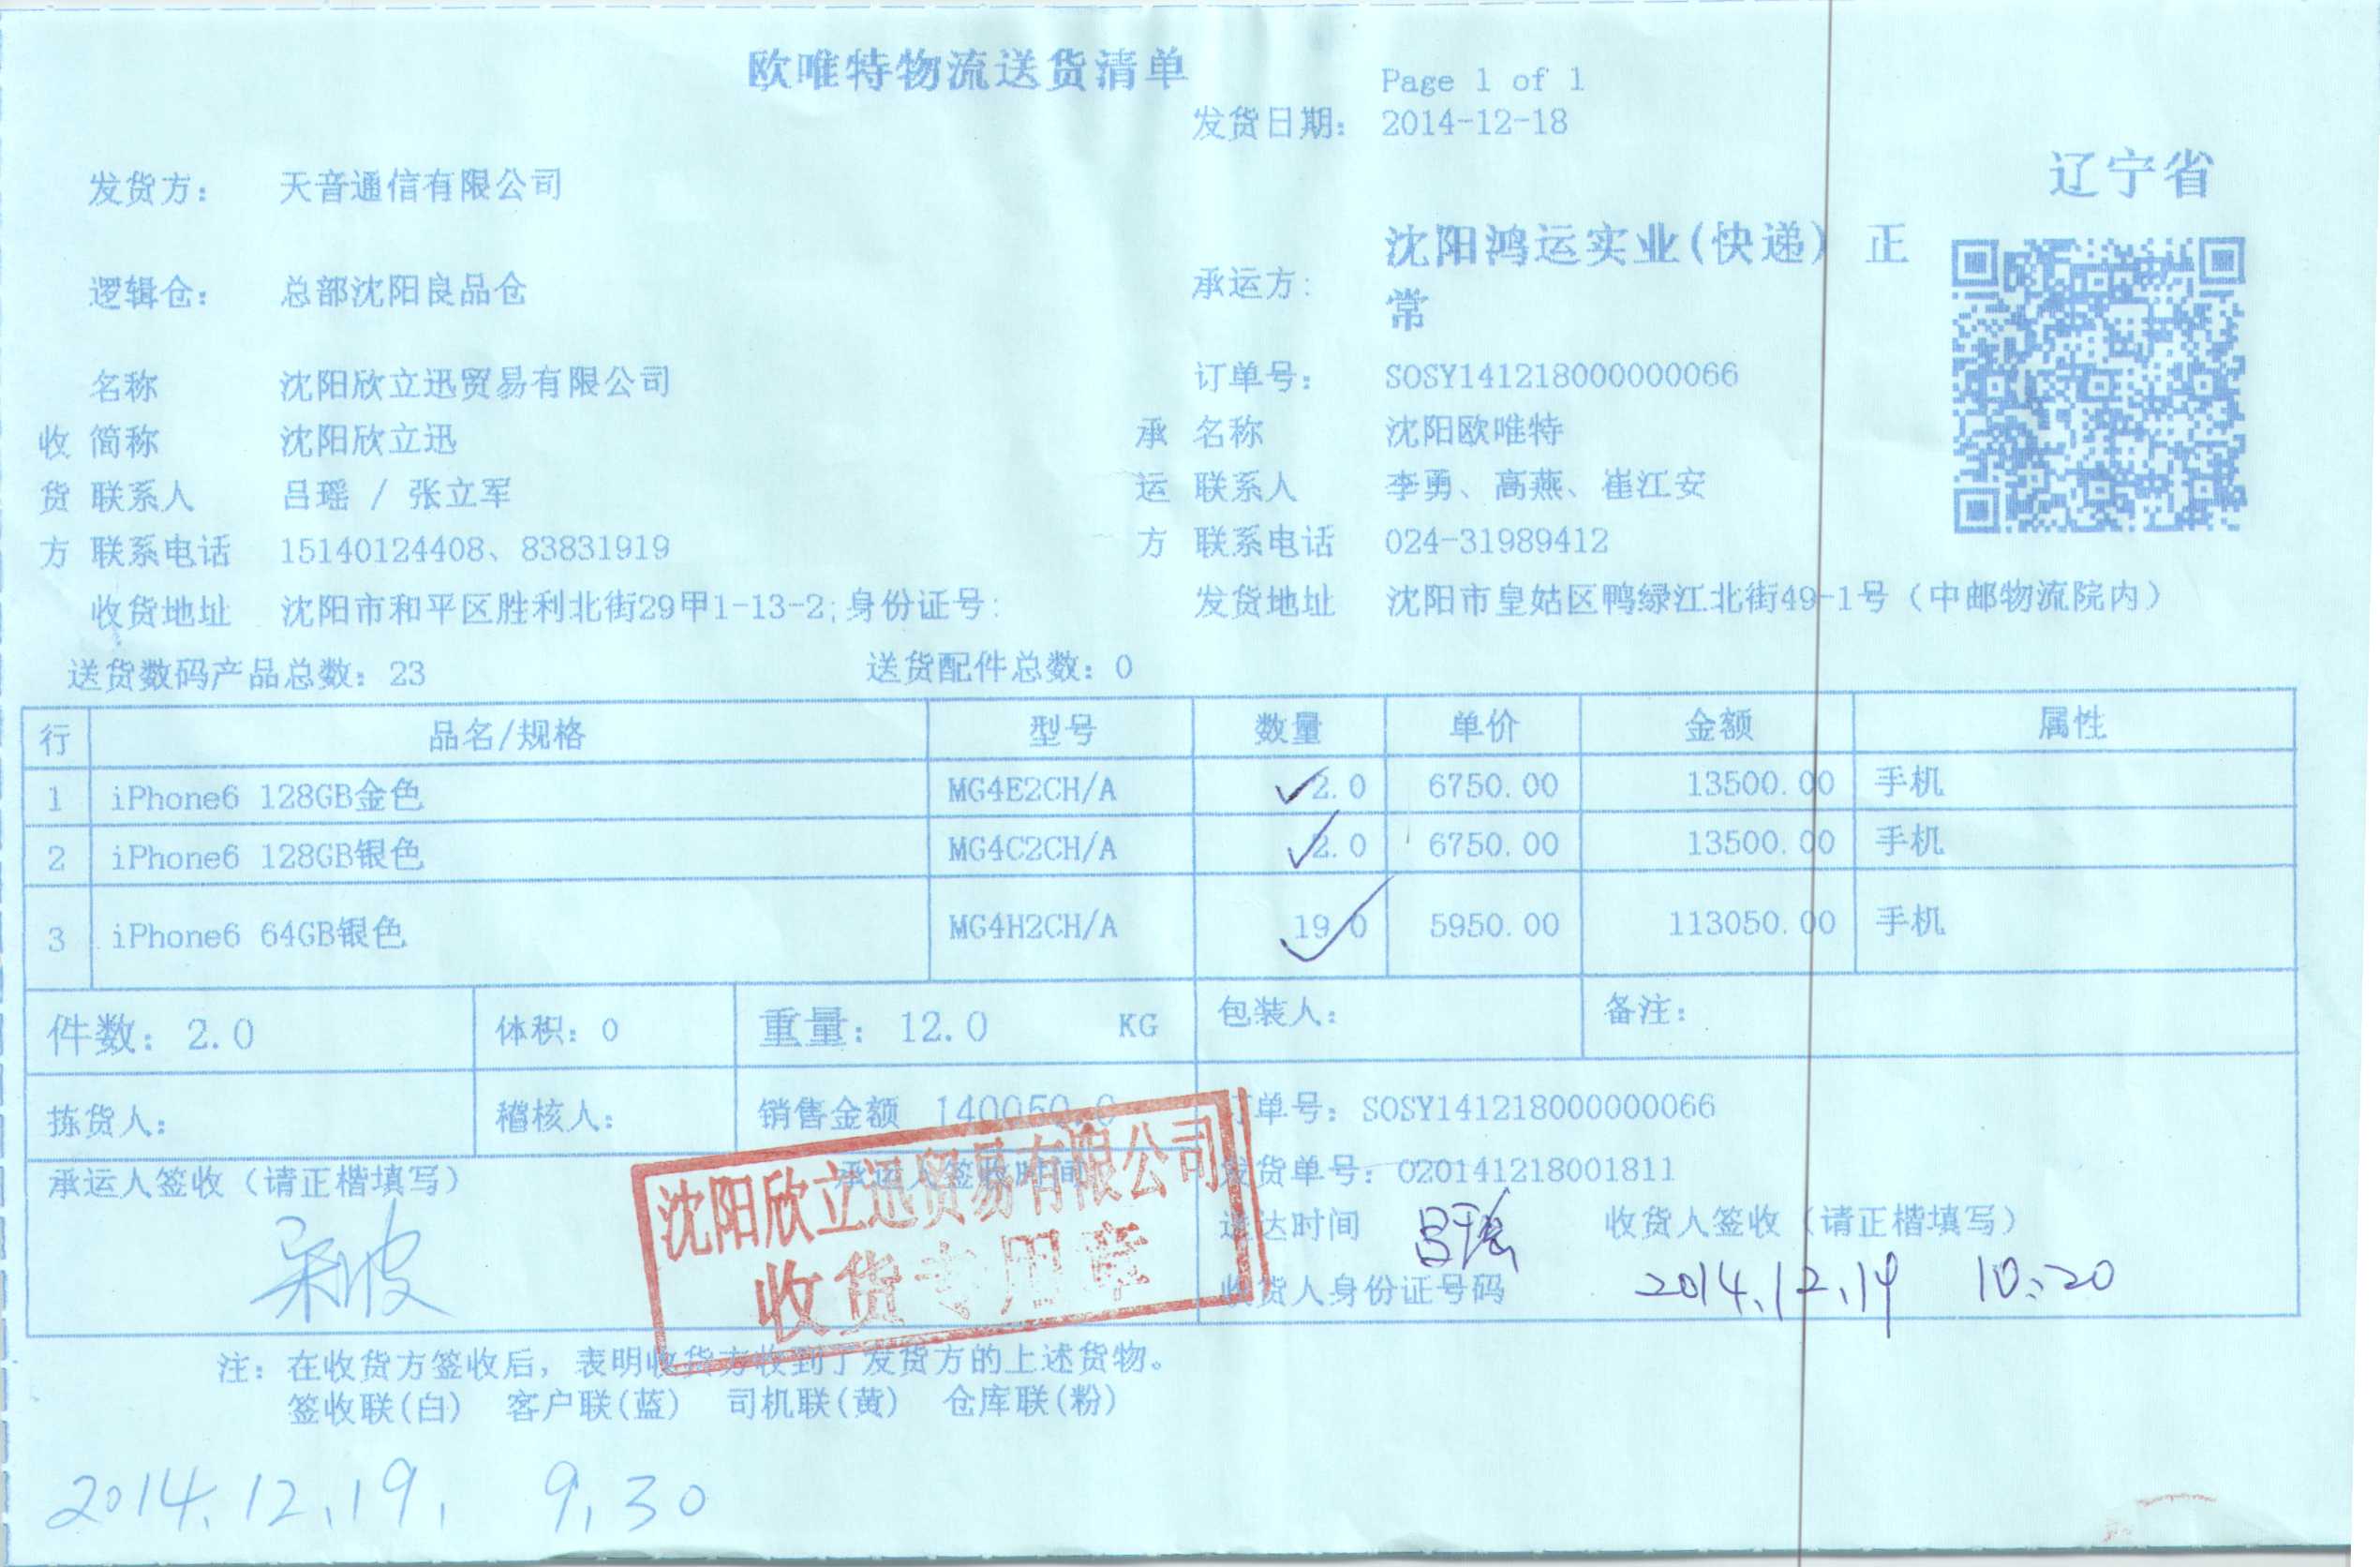 欧唯特物流送货清单
Page 1 of 1
发货日期: 2014-12-18
辽宁省
发货方: 天音通信有限公司
逻辑仓: 总部沈阳良品仓
承运方: 沈阳鸿运实业(快递) 正常
名称 沈阳欣立迅贸易有限公司
订单号: SOSY141218000000066
收 简称 沈阳欣立迅
承 名称 沈阳欧唯特
货 联系人 吕瑶 / 张立军
运 联系人 李勇、高燕、崔江安
方 联系电话 15140124408、83831919
方 联系电话 024-31989412
收货地址 沈阳市和平区胜利北街29甲1-13-2;身份证号:
发货地址 沈阳市皇姑区鸭绿江北街49-1号(中邮物流院内)
送货数码产品总数: 23 送货配件总数: 0
行 品名/规格 型号 数量 单价 金额 属性
1 iPhone6 128GB金色 MG4E2CH/A 2.0 6750.00 13500.00 手机
2 iPhone6 128GB银色 MG4C2CH/A 2.0 6750.00 13500.00 手机
3 iPhone6 64GB银色 MG4H2CH/A 19.0 5950.00 113050.00 手机
件数: 2.0 体积: 0 重量: 12.0 KG 包装人: 备注:
拣货人: 稽核人: 销售金额 140050.0 订单号: SOSY141218000000066
承运人签收(请正楷填写) 承运人签收时间 发货单号: 020141218001811
沈阳欣立迅贸易有限公司
收货专用章
送达时间 吕瑶 收货人签收(请正楷填写)
收货人身份证号码 2014.12.19 10:20
注: 在收货方签收后, 表明收货方收到了发货方的上述货物。
签收联(白) 客户联(蓝) 司机联(黄) 仓库联(粉)
2014.12.19. 9.30